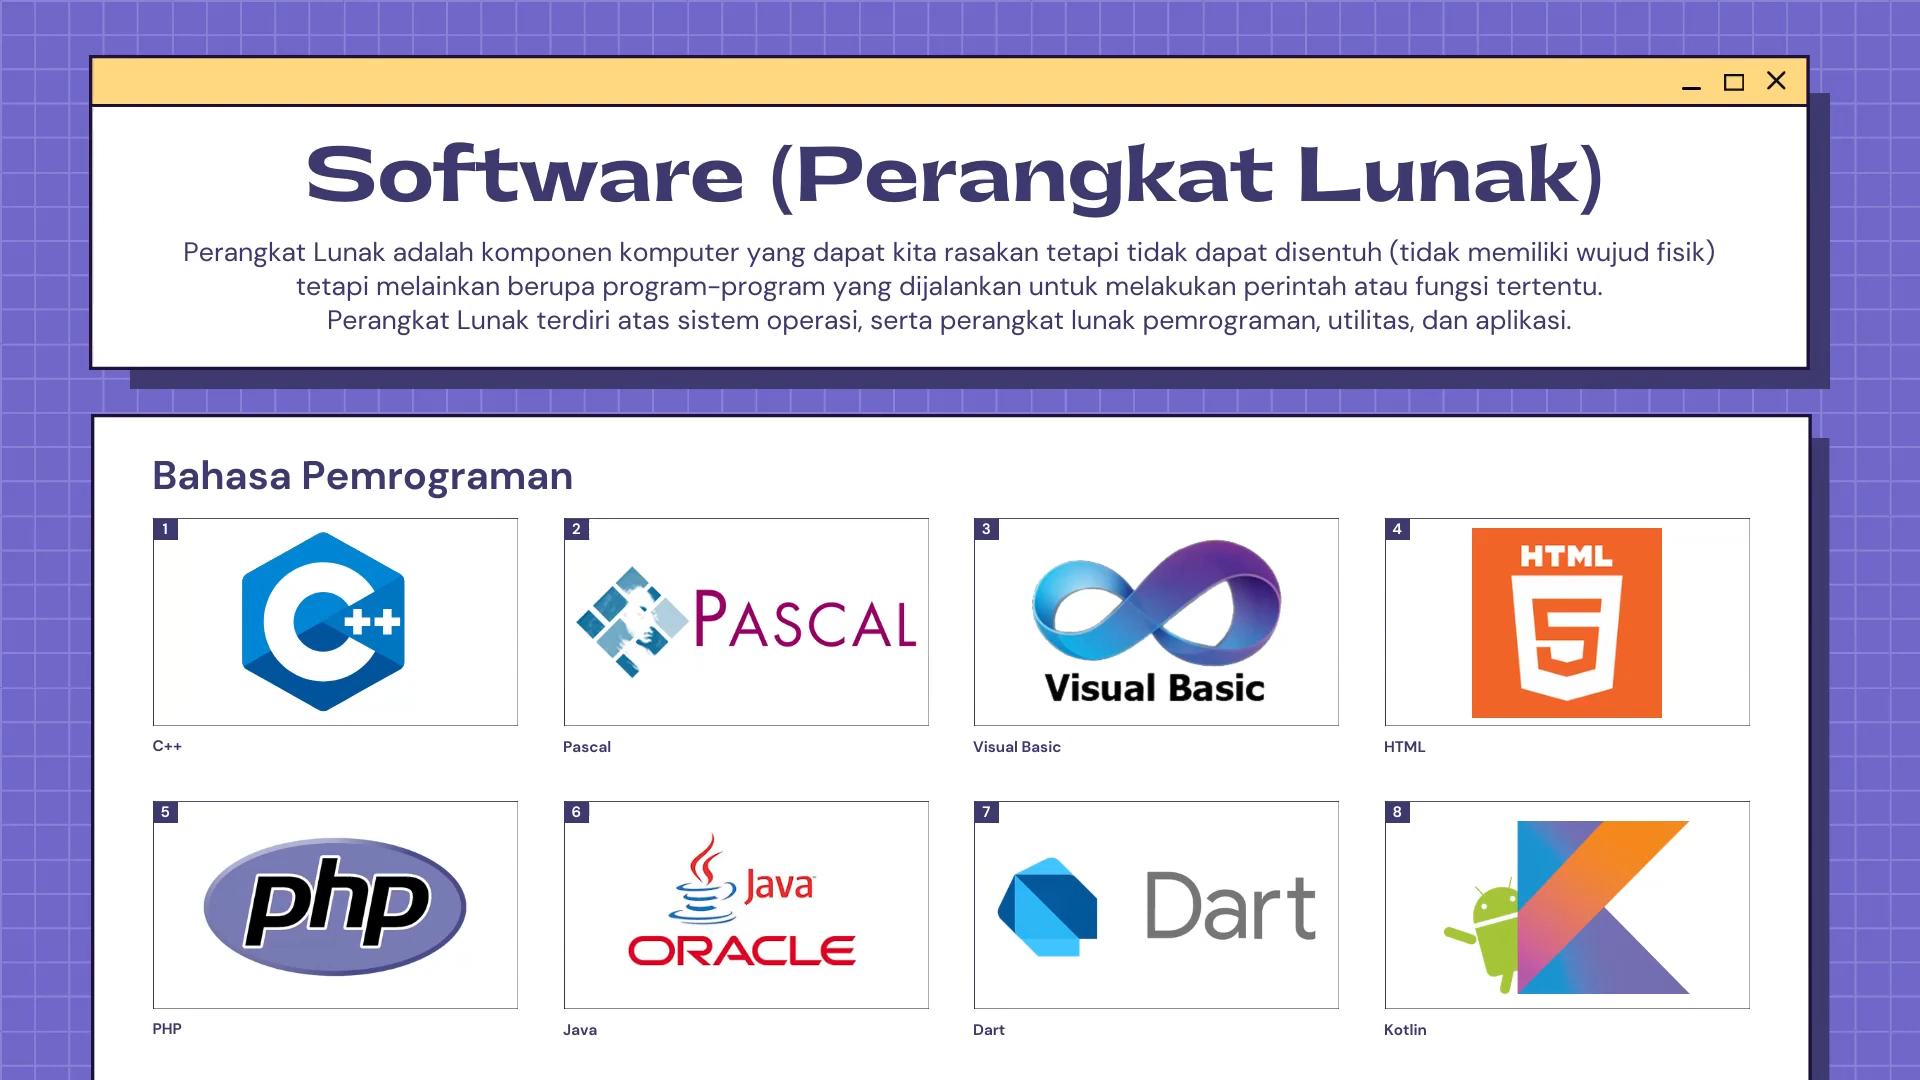 Software (Perangkat Lunak)
Perangkat Lunak adalah komponen komputer yang dapat kita rasakan tetapi tidak dapat disentuh (tidak memiliki wujud fisik)
tetapi melainkan berupa program-program yang dijalankan untuk melakukan perintah atau fungsi tertentu.
Perangkat Lunak terdiri atas sistem operasi, serta perangkat lunak pemrograman, utilitas, dan aplikasi.
Bahasa Pemrograman
1
C++
C++
2
PASCAL
Pascal
3
Visual Basic
Visual Basic
4
HTML
5
HTML
5
php
PHP
6
Java
ORACLE
Java
7
Dart
Dart
8
Kotlin